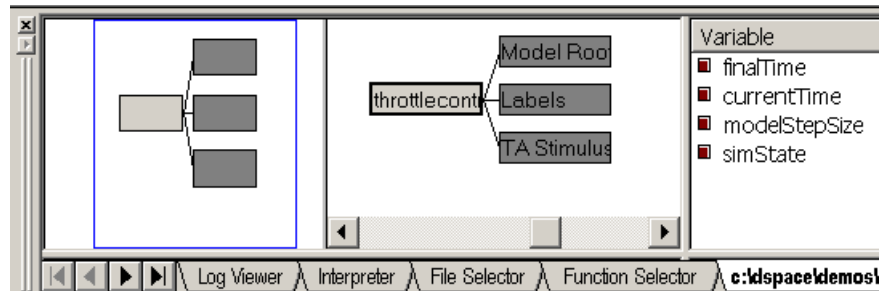 Model Roo
throttlecont
Labels
TA Stimulus
Variable
finalTime
currentTime
modelStepSize
simState
Log Viewer
Interpreter
File Selector
Function Selector
c:\dspace\demos\